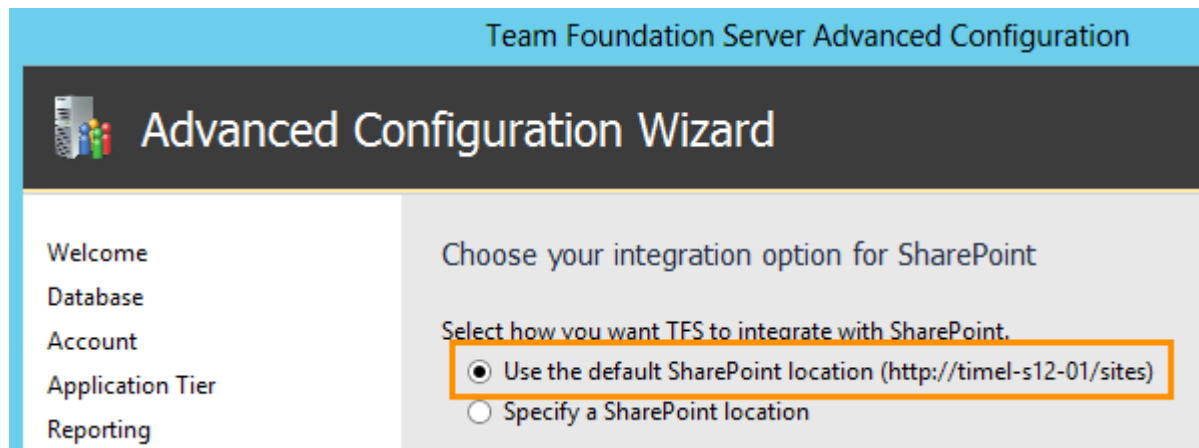 Team Foundation Server Advanced Configuration
Advanced Configuration Wizard
Welcome
Database
Account
Application Tier
Reporting
Choose your integration option for SharePoint
Select how you want TFS to integrate with SharePoint.
Use the default SharePoint location (http://timel-s12-01/sites)
Specify a SharePoint location